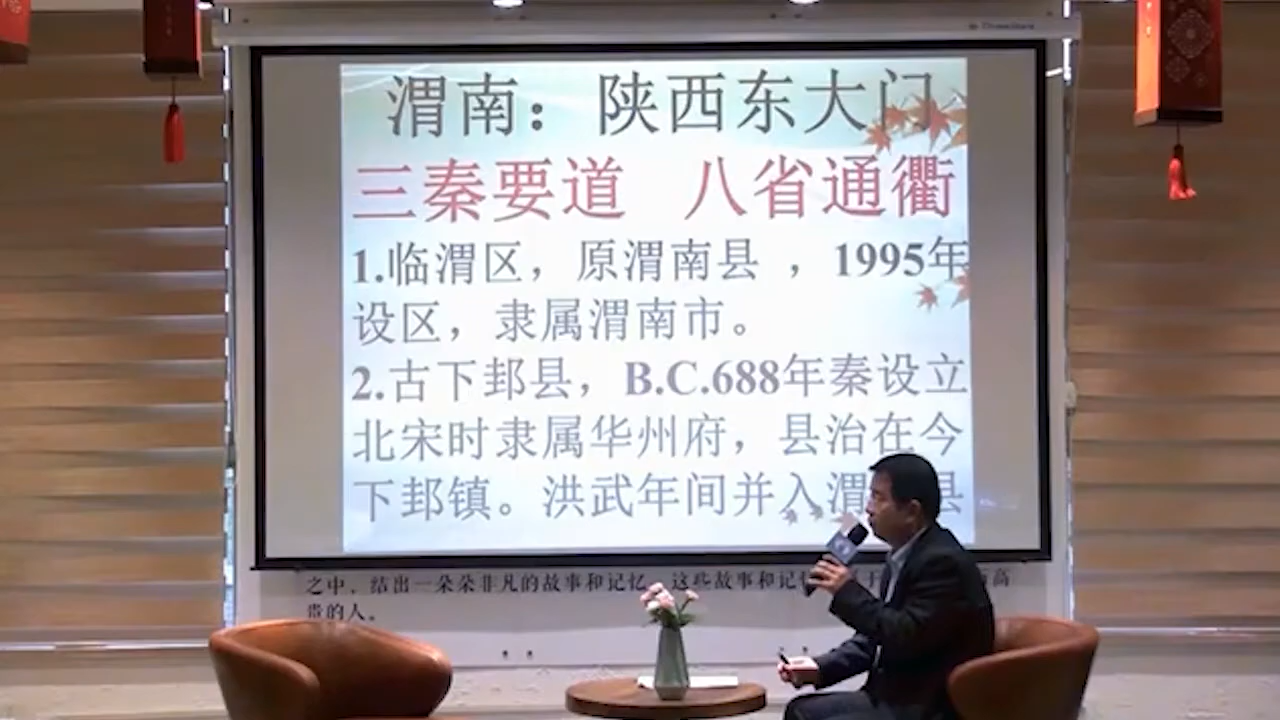 渭南：陕西东大门
三秦要道 八省通衢
1.临渭区，原渭南县，1995年
设区，隶属渭南市。
2.古下邽县，B.C.688年秦设立
北宋时隶属华州府，县治在今
下邽镇。洪武年间并入渭 县
之中，结出一朵朵非凡的故事和记忆，这些故事和记 于 高
贵的人。